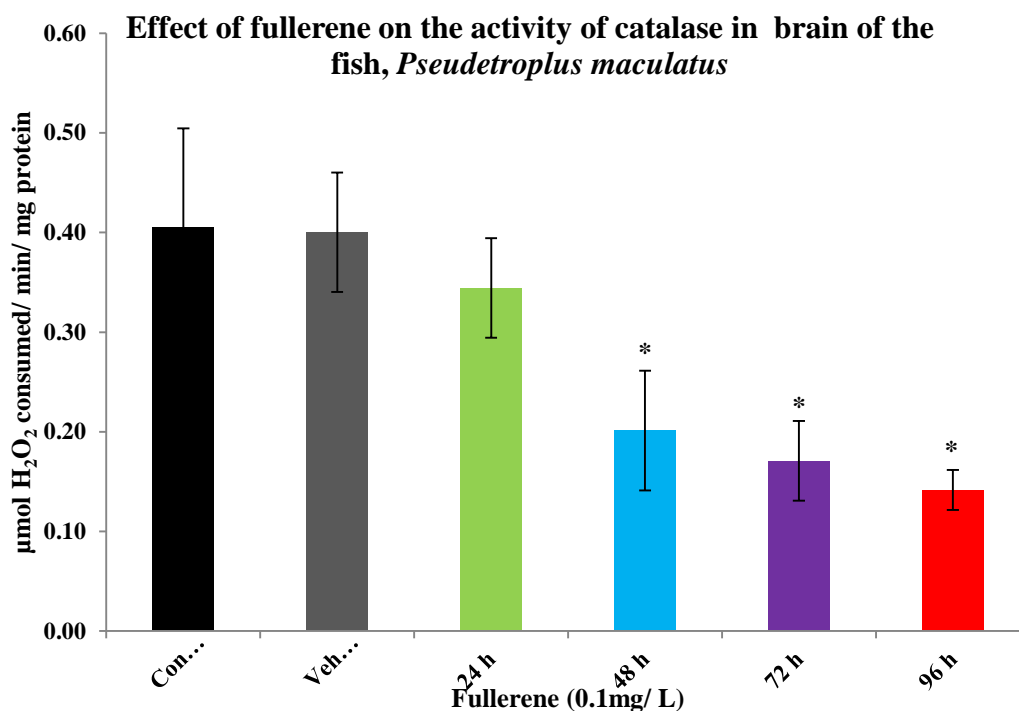 Effect of fullerene on the activity of catalase in brain of the
fish, Pseudetroplus maculatus
µmol H₂O₂ consumed/ min/ mg protein
0.60
0.50
0.40
0.30
0.20
0.10
0.00
*
*
*
Con…
Veh…
24 h
48 h
72 h
96 h
Fullerene (0.1mg/ L)